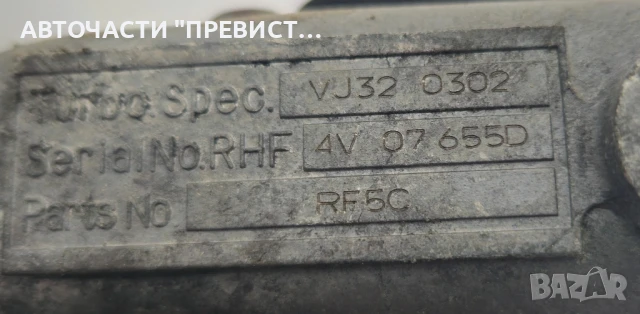 АВТОЧАСТИ "ПРЕВИСТ...
Turbo Spec. VJ32 0302
Serial No. RHF 4V 07 655D
Parts No RF5C
BAZAR